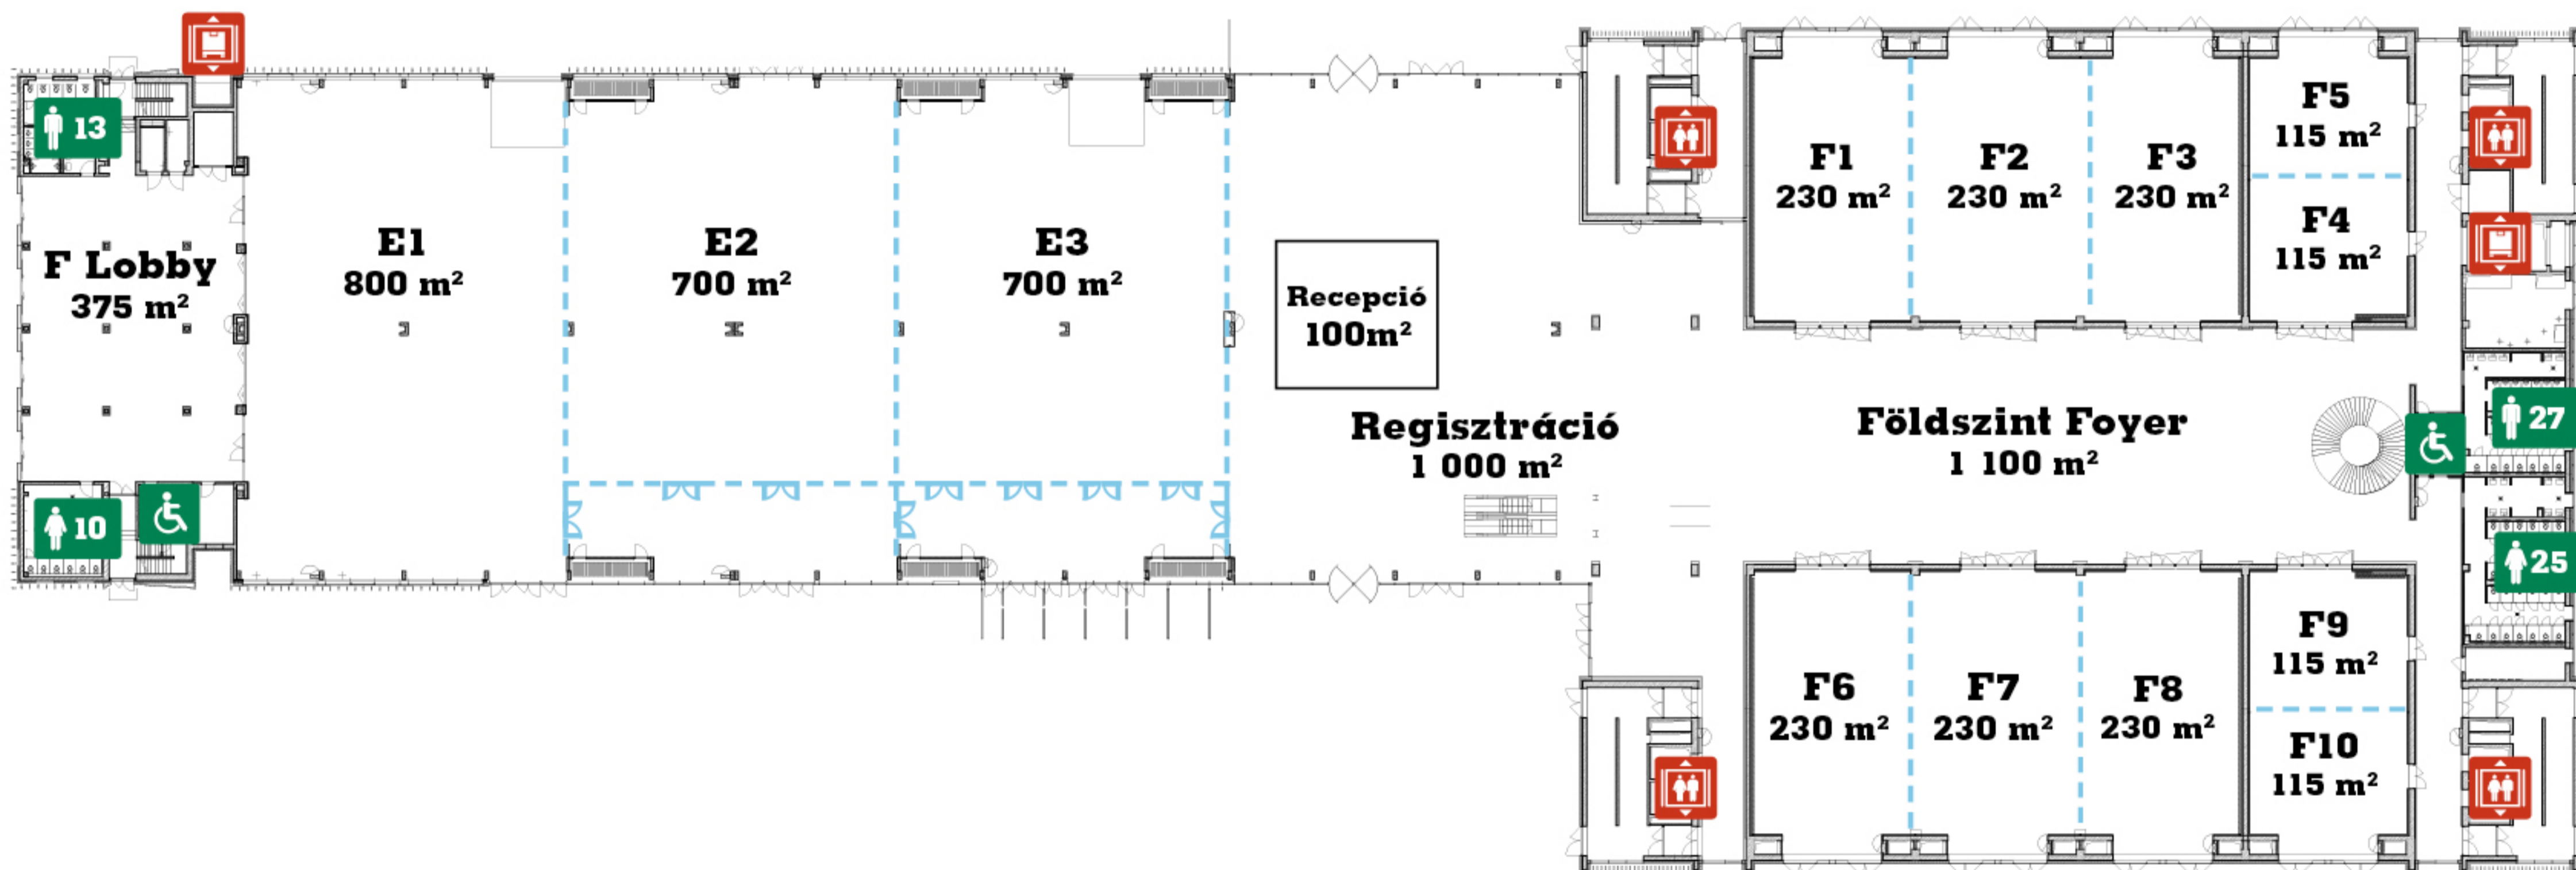 13
F Lobby
375 m²
10
E1
800 m²
E2
700 m²
E3
700 m²
Recepció
100m²
Regisztráció
1 000 m²
F1
230 m²
F2
230 m²
F3
230 m²
F5
115 m²
F4
115 m²
Földszint Foyer
1 100 m²
27
25
F6
230 m²
F7
230 m²
F8
230 m²
F9
115 m²
F10
115 m²